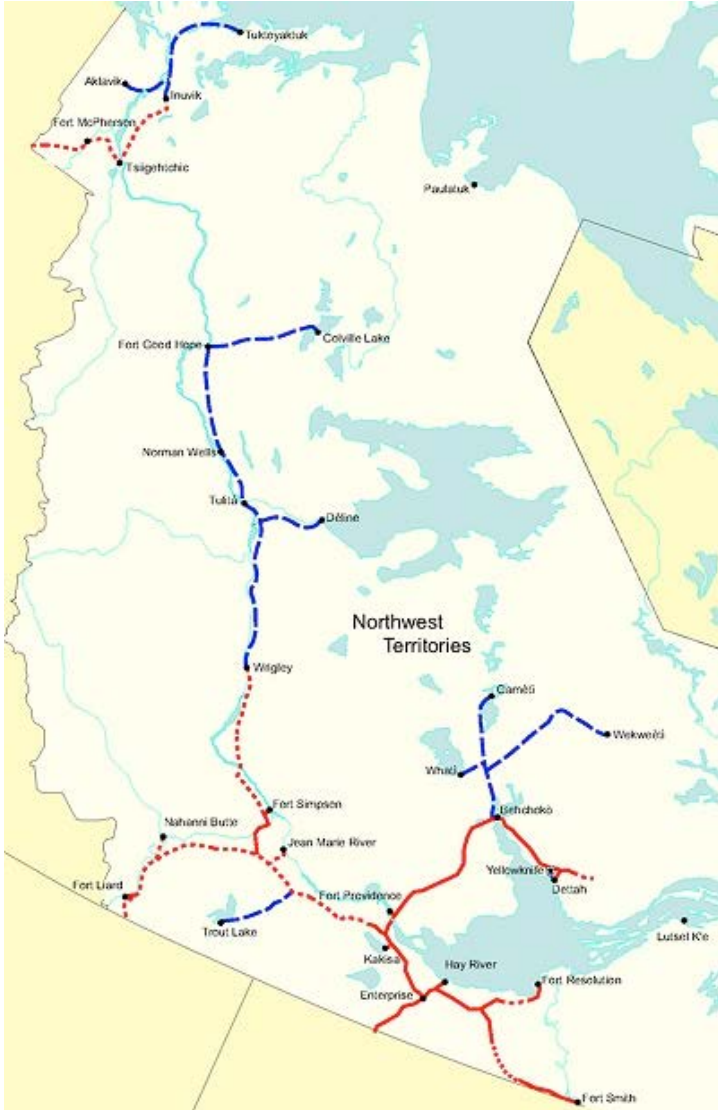 Tuktoyaktuk
Aklavik
Inuvik
Fort McPherson
Tsiigehtchic
Paulatuk
Colville Lake
Fort Good Hope
Norman Wells
Tulita
Déline
Northwest
Territories
Wrigley
Gamètì
Wekweètì
Whatì
Fort Simpson
Behchokò
Nahanni Butte
Jean Marie River
Yellowknife
Fort Liard
Dettah
Fort Providence
Trout Lake
Lutsel K'e
Kakisa
Hay River
Fort Resolution
Enterprise
Fort Smith